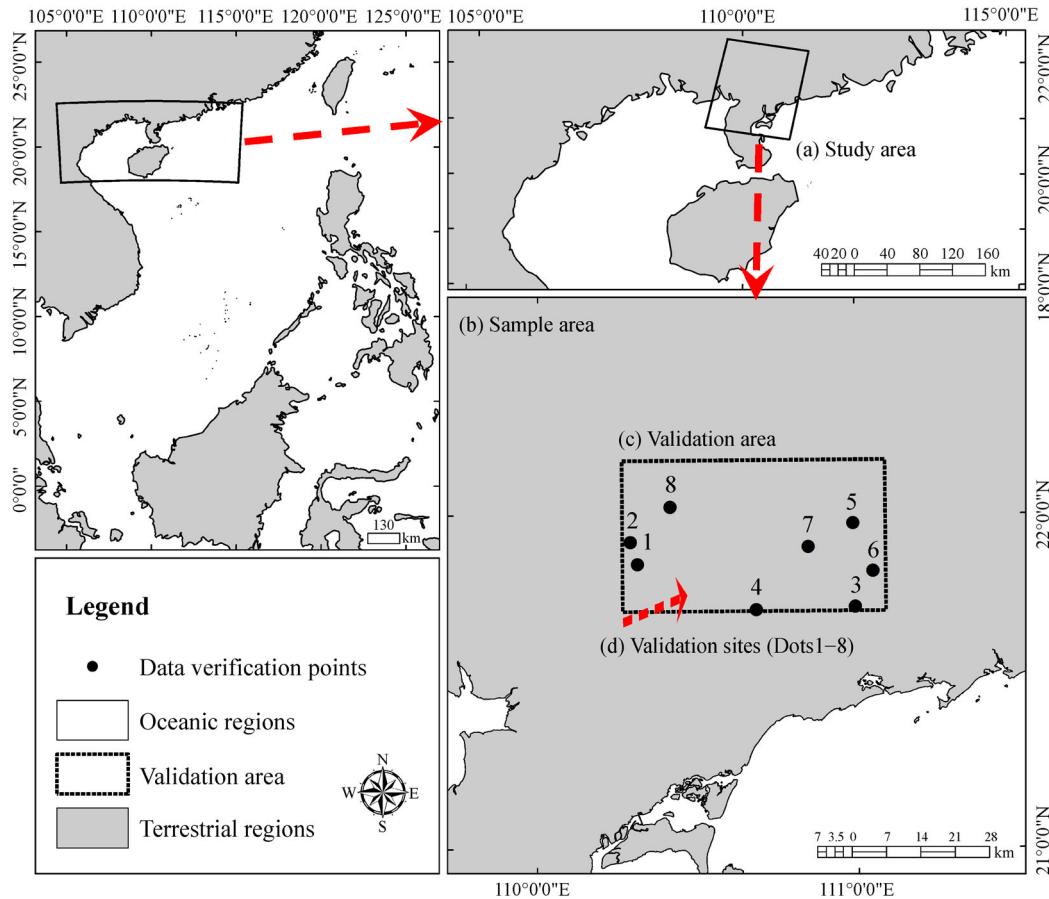 105°0'0"E 110°0'0"E 115°0'0"E 120°0'0"E 125°0'0"E
25°0'0"N
20°0'0"N
15°0'0"N
10°0'0"N
5°0'0"N
0°0'0"
130
km
105°0'0"E 110°0'0"E 115°0'0"E
22°0'0"N
20°0'0"N
18°0'0"N
(a) Study area
40 20 0 40 80 120 160
km
(b) Sample area
(c) Validation area
8
5
2
7
1
6
4
3
(d) Validation sites (Dots1−8)
22°0'0"N
21°0'0"N
7 3.5 0 7 14 21 28
km
110°0'0"E 111°0'0"E
Legend
Data verification points
Oceanic regions
Validation area
Terrestrial regions
N
W E
S